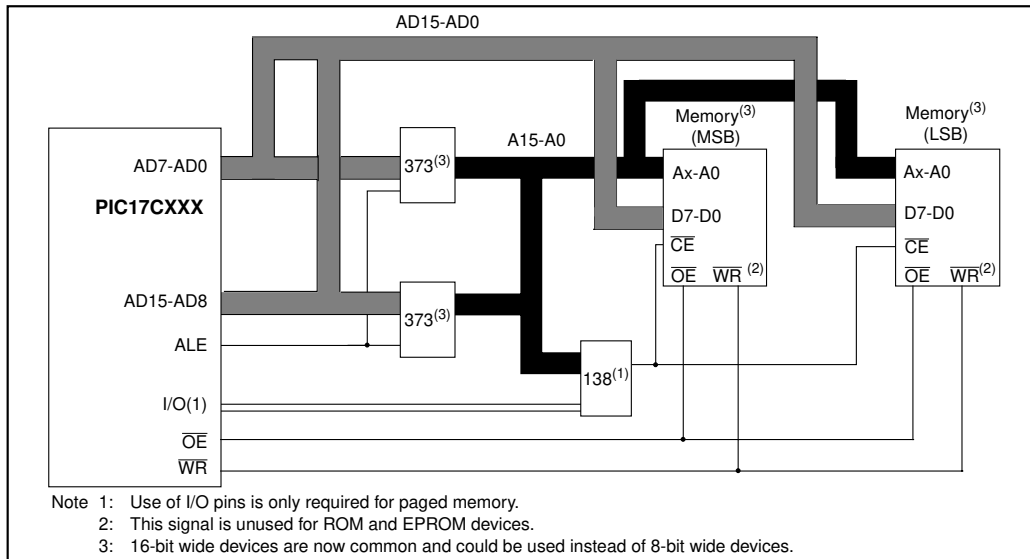 AD15-AD0
Memory(3)
(MSB)
Memory(3)
(LSB)
A15-A0
AD7-AD0
373(3)
Ax-A0
Ax-A0
PIC17CXXX
D7-D0
D7-D0
CE
CE
OE WR(2)
OE WR(2)
AD15-AD8
373(3)
ALE
138(1)
I/O(1)
OE
WR
Note 1: Use of I/O pins is only required for paged memory.
2: This signal is unused for ROM and EPROM devices.
3: 16-bit wide devices are now common and could be used instead of 8-bit wide devices.